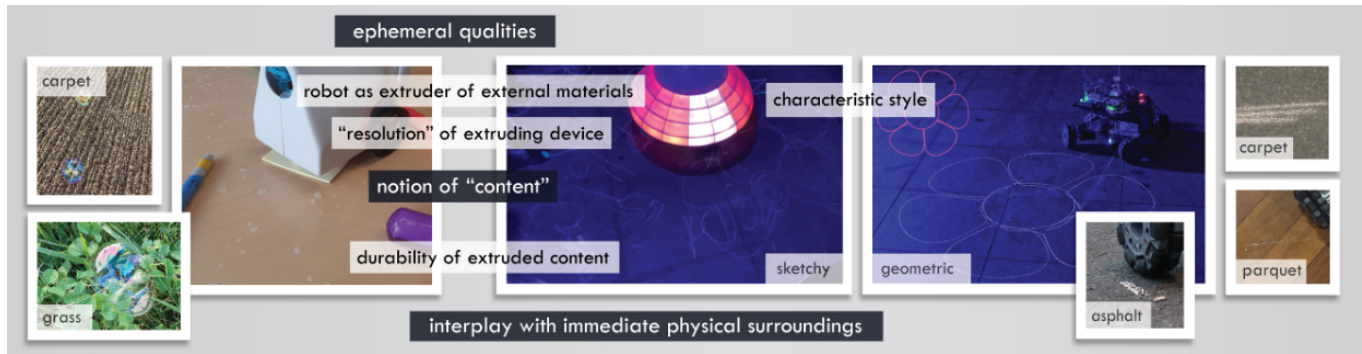 ephemeral qualities
carpet
robot as extruder of external materials
characteristic style
"resolution" of extruding device
carpet
notion of "content"
durability of extruded content
sketchy
geometric
parquet
grass
interplay with immediate physical surroundings
asphalt